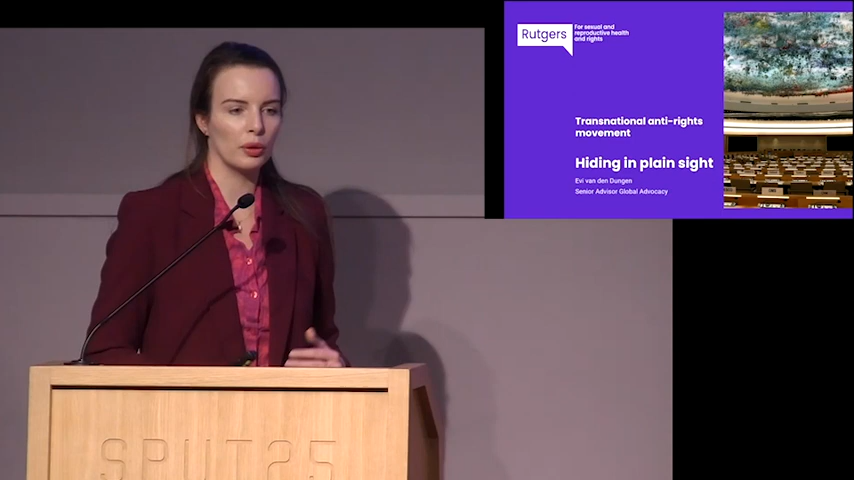 Rutgers
For sexual and
reproductive health
and rights
Transnational anti-rights
movement
Hiding in plain sight
Evi van den Dungen
Senior Advisor Global Advocacy
SPUT25